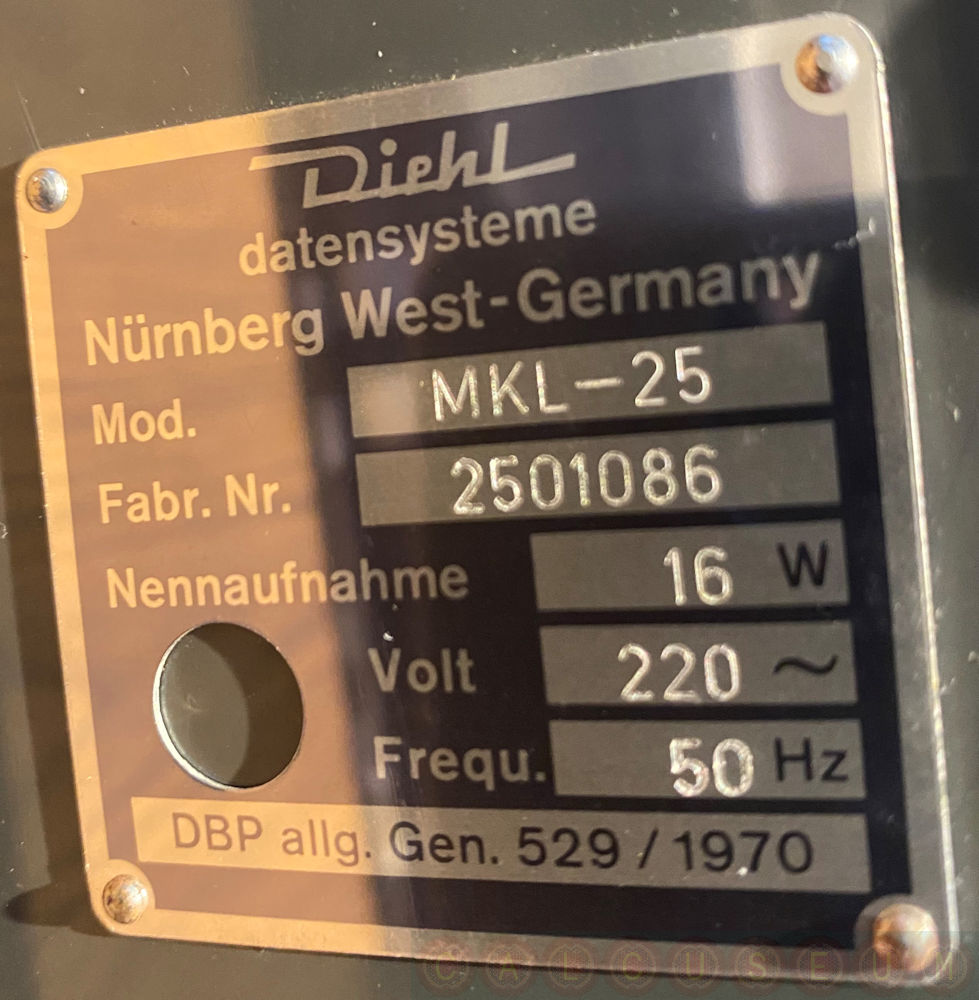 Diehl
datensysteme
Nürnberg West-Germany
Mod. MKL-25
Fabr. Nr. 2501086
Nennaufnahme 16 W
Volt 220 ~
Frequ. 50 Hz
DBP allg. Gen. 529 / 1970
CALCUSEUM